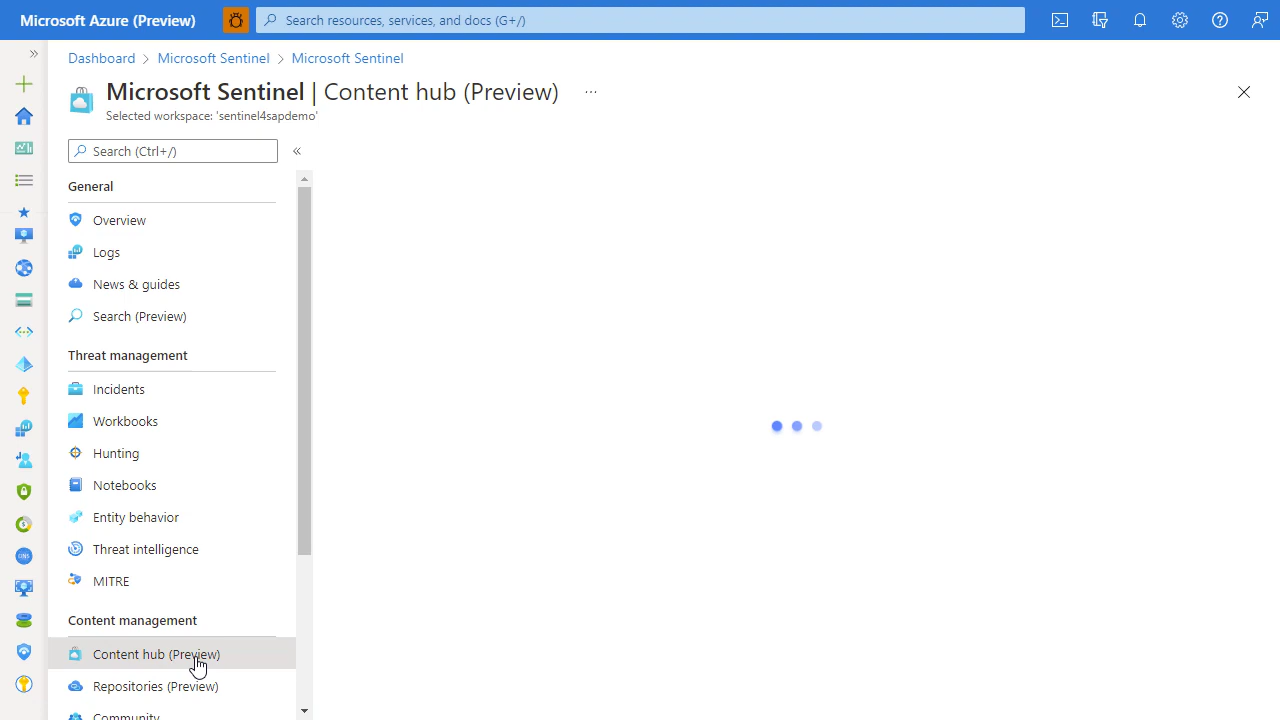 Microsoft Azure (Preview)
Search resources, services, and docs (G+/)
Dashboard > Microsoft Sentinel > Microsoft Sentinel
Microsoft Sentinel | Content hub (Preview) ...
Selected workspace: 'sentinel4sapdemo'
Search (Ctrl+/)
General
Overview
Logs
News & guides
Search (Preview)
Threat management
Incidents
Workbooks
Hunting
Notebooks
Entity behavior
Threat intelligence
MITRE
Content management
Content hub (Preview)
Repositories (Preview)
Community